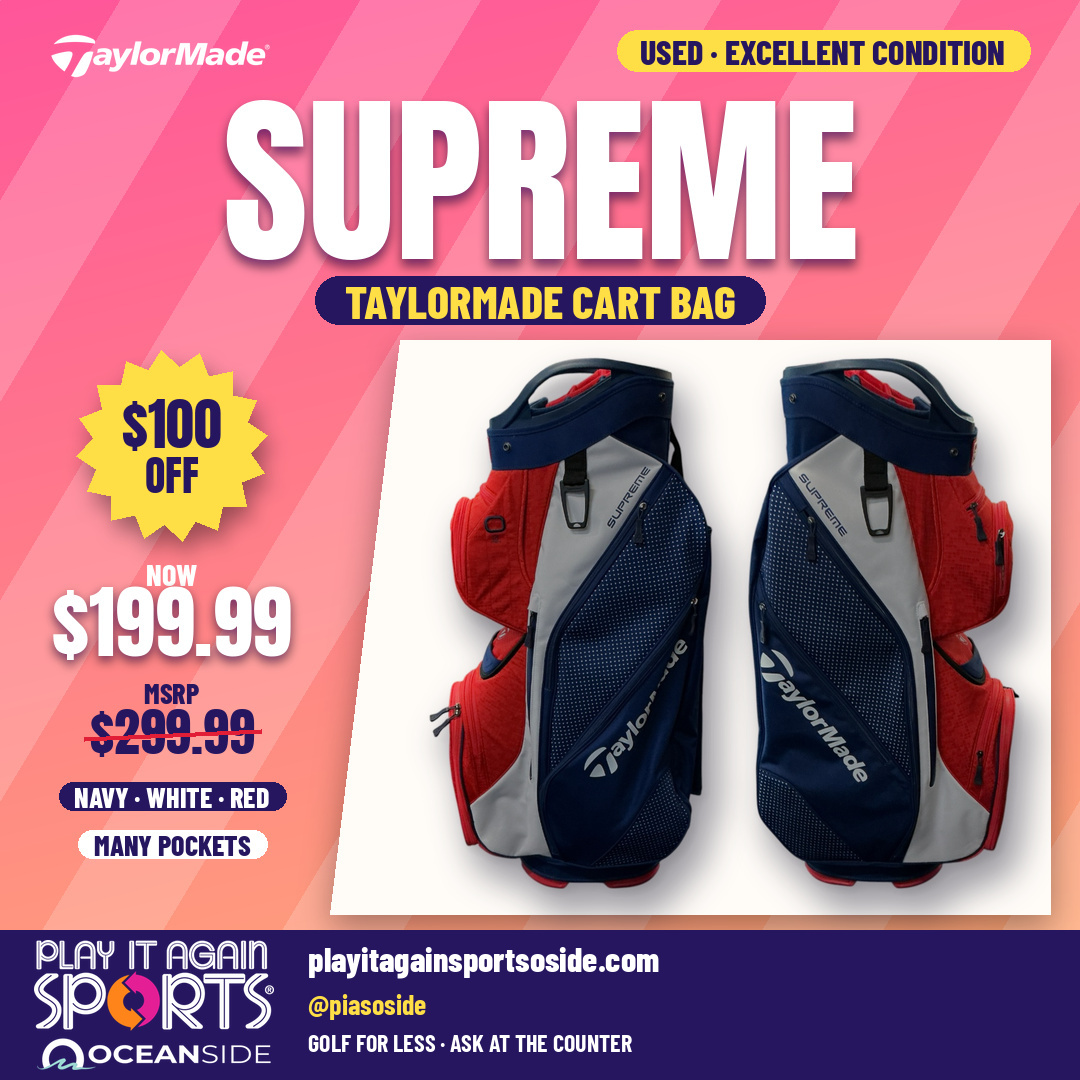 TaylorMade®
USED · EXCELLENT CONDITION
SUPREME
TAYLORMADE CART BAG
$100
OFF
NOW
$199.99
MSRP
$299.99
NAVY · WHITE · RED
MANY POCKETS
SUPREME
TaylorMade
SUPREME
TaylorMade
PLAY IT AGAIN
SPORTS®
OCEANSIDE
playitagainsportsoside.com
@piasoside
GOLF FOR LESS · ASK AT THE COUNTER